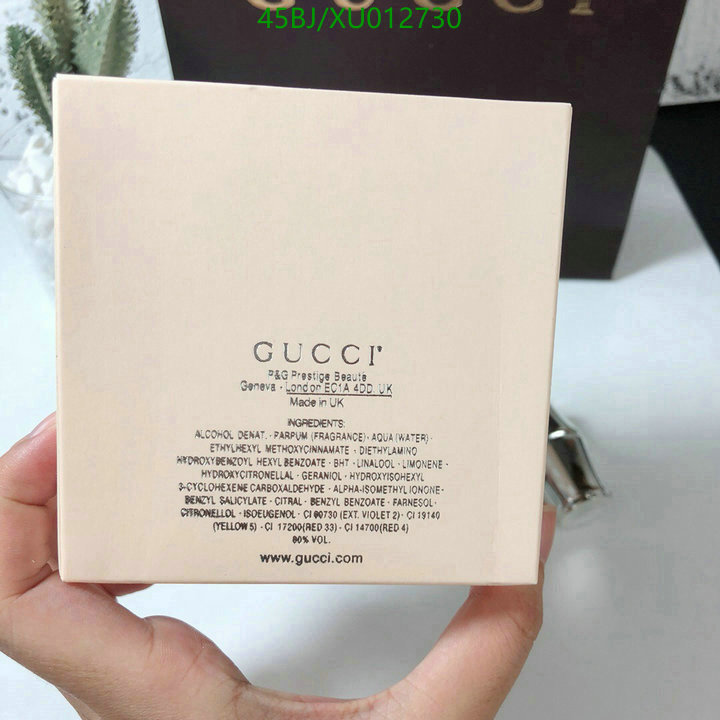 45BJ/XU012730
GUCCI
GUCCI
P&G Prestige Beaute
Geneva - London EC1A 4DD. UK
Made in UK
INGREDIENTS:
ALCOHOL DENAT. · PARFUM (FRAGRANCE) · AQUA (WATER) ·
ETHYLHEXYL METHOXYCINNAMATE · DIETHYLAMINO
HYDROXYBENZOYL HEXYL BENZOATE · BHT · LINALOOL · LIMONENE ·
HYDROXYCITRONELLAL · GERANIOL · HYDROXYISOHEXYL
3-CYCLOHEXENE CARBOXALDEHYDE · ALPHA-ISOMETHYL IONONE ·
BENZYL SALICYLATE · CITRAL · BENZYL BENZOATE · FARNESOL ·
CITRONELLOL · ISOEUGENOL · CI 60730 (EXT. VIOLET 2) · CI 19140
(YELLOW 5) · CI 17200 (RED 33) · CI 14700 (RED 4)
80% VOL.
www.gucci.com